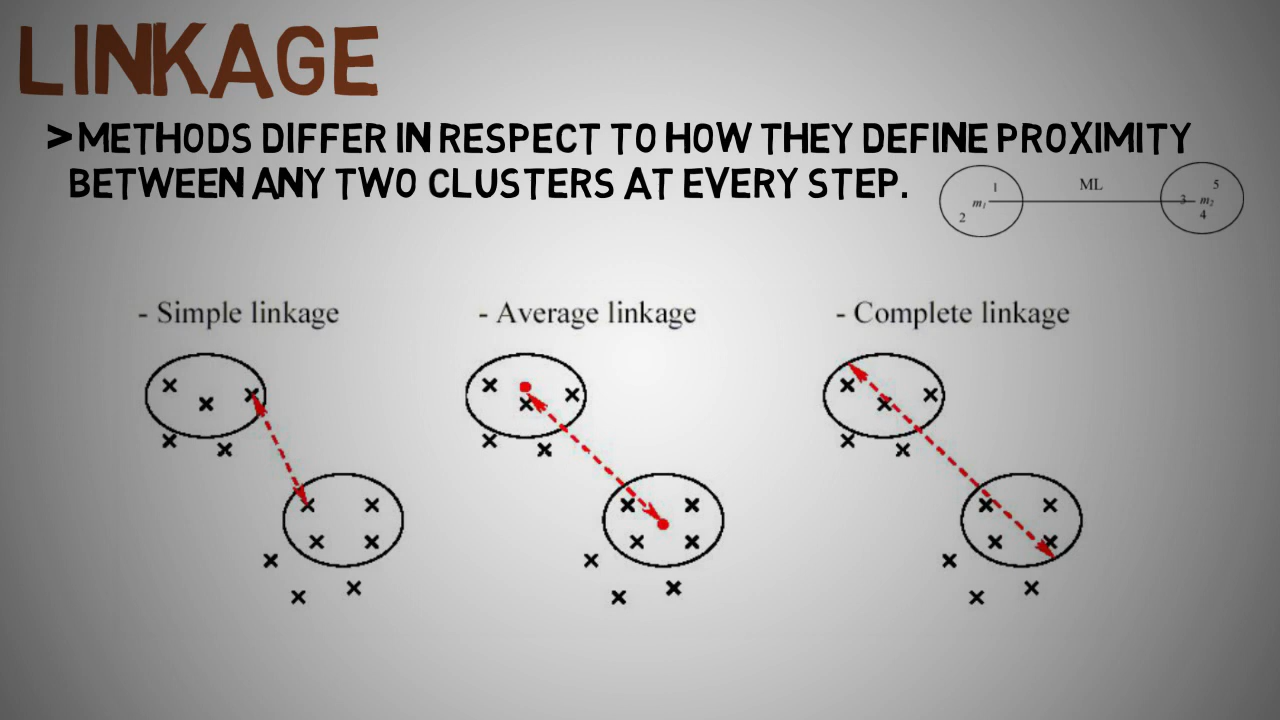 LINKAGE
> METHODS DIFFER IN RESPECT TO HOW THEY DEFINE PROXIMITY
BETWEEN ANY TWO CLUSTERS AT EVERY STEP.
1 ML 5
m₁ 3 m₂
2 4
- Simple linkage - Average linkage - Complete linkage